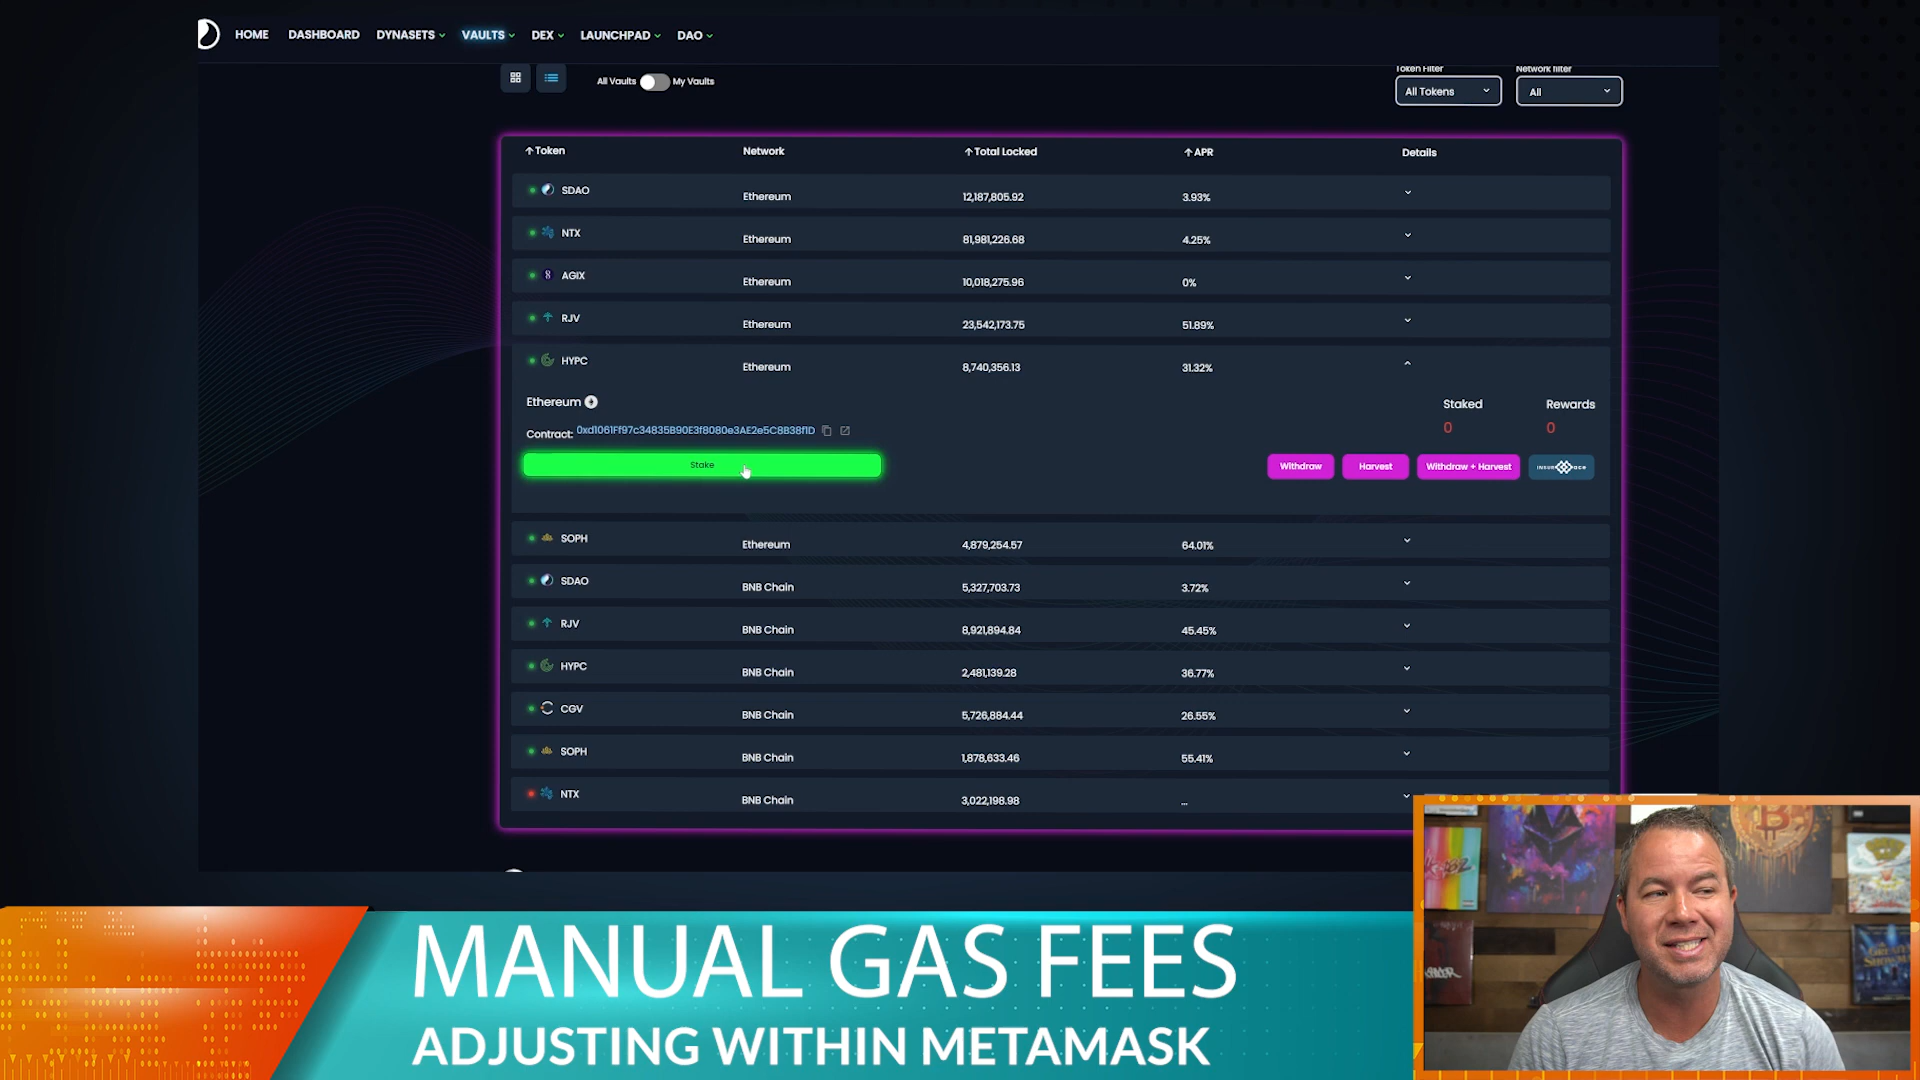 HOME DASHBOARD DYNASETS VAULTS DEX LAUNCHPAD DAO
All Vaults My Vaults
Token Filter Network filter
All Tokens All
Token Network Total Locked APR Details
SDAO Ethereum 12,187,805.92 3.93%
NTX Ethereum 81,981,226.68 4.25%
AGIX Ethereum 10,018,275.96 0%
RJV Ethereum 23,542,173.75 51.89%
HYPC Ethereum 8,740,356.13 31.32%
Ethereum Staked Rewards
Contract: 0xd1061Ff97c34835B90E3f8080e3AE2e5C8B38f1D 0 0
Stake Withdraw Harvest Withdraw + Harvest
SOPH Ethereum 4,879,254.57 64.01%
SDAO BNB Chain 5,327,703.73 3.72%
RJV BNB Chain 8,921,894.84 45.45%
HYPC BNB Chain 2,481,139.28 36.77%
CGV BNB Chain 5,726,884.44 26.55%
SOPH BNB Chain 1,878,633.46 55.41%
NTX BNB Chain 3,022,198.98 ...
MANUAL GAS FEES
ADJUSTING WITHIN METAMASK